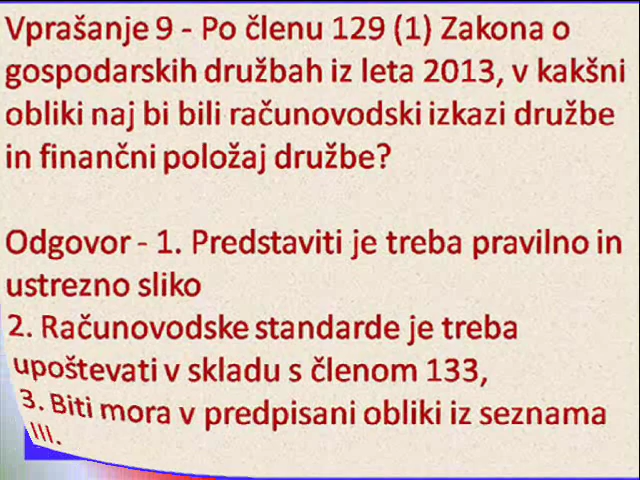 Vprašanje 9 - Po členu 129 (1) Zakona o
gospodarskih družbah iz leta 2013, v kakšni
obliki naj bi bili računovodski izkazi družbe
in finančni položaj družbe?
Odgovor - 1. Predstaviti je treba pravilno in
ustrezno sliko
2. Računovodske standarde je treba
upoštevati v skladu s členom 133,
3. Biti mora v predpisani obliki iz seznama
III.